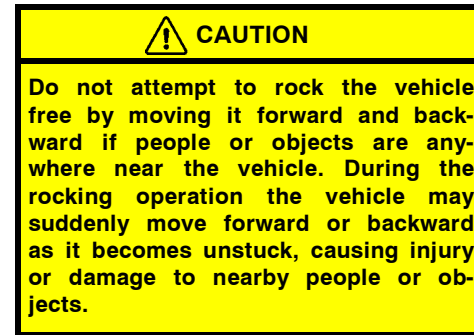 CAUTION
Do not attempt to rock the vehicle
free by moving it forward and back-
ward if people or objects are any-
where near the vehicle. During the
rocking operation the vehicle may
suddenly move forward or backward
as it becomes unstuck, causing injury
or damage to nearby people or ob-
jects.